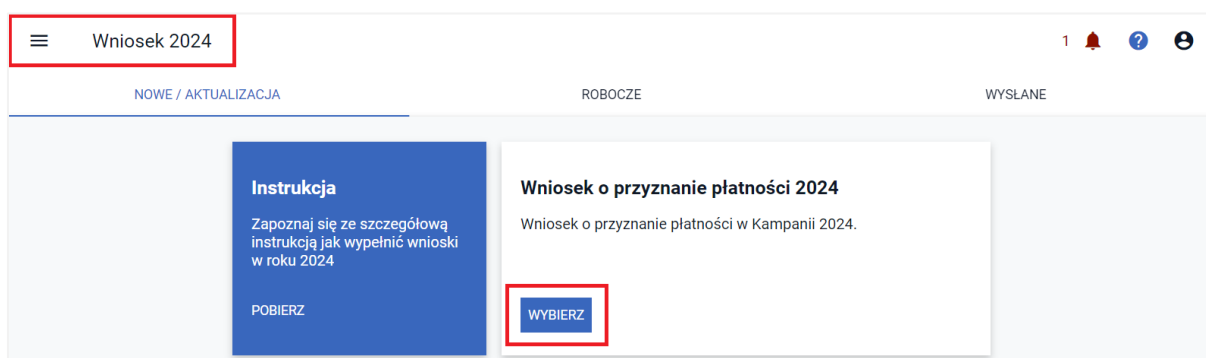 Wniosek 2024
1
?
NOWE / AKTUALIZACJA
ROBOCZE
WYSŁANE
Instrukcja
Zapoznaj się ze szczegółową
instrukcją jak wypełnić wnioski
w roku 2024
POBIERZ
Wniosek o przyznanie płatności 2024
Wniosek o przyznanie płatności w Kampanii 2024.
WYBIERZ